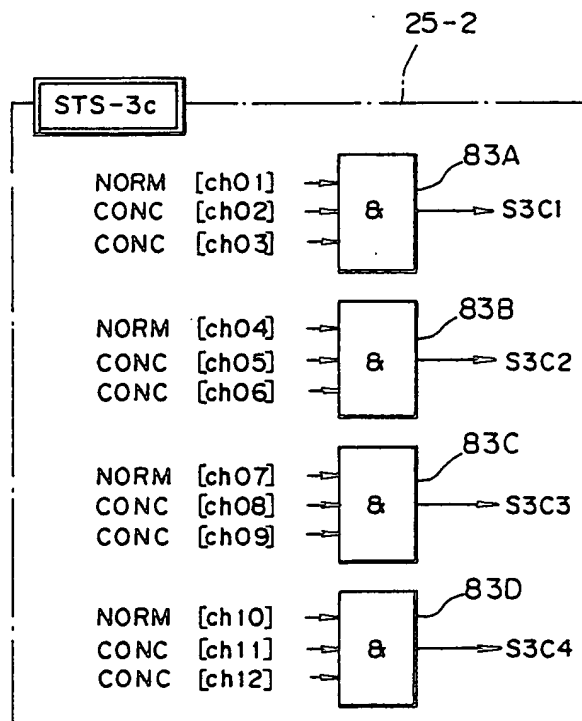 25-2
STS-3c
83A
NORM [ch01]
CONC [ch02] & S3C1
CONC [ch03]
83B
NORM [ch04]
CONC [ch05] & S3C2
CONC [ch06]
83C
NORM [ch07]
CONC [ch08] & S3C3
CONC [ch09]
83D
NORM [ch10]
CONC [ch11] & S3C4
CONC [ch12]